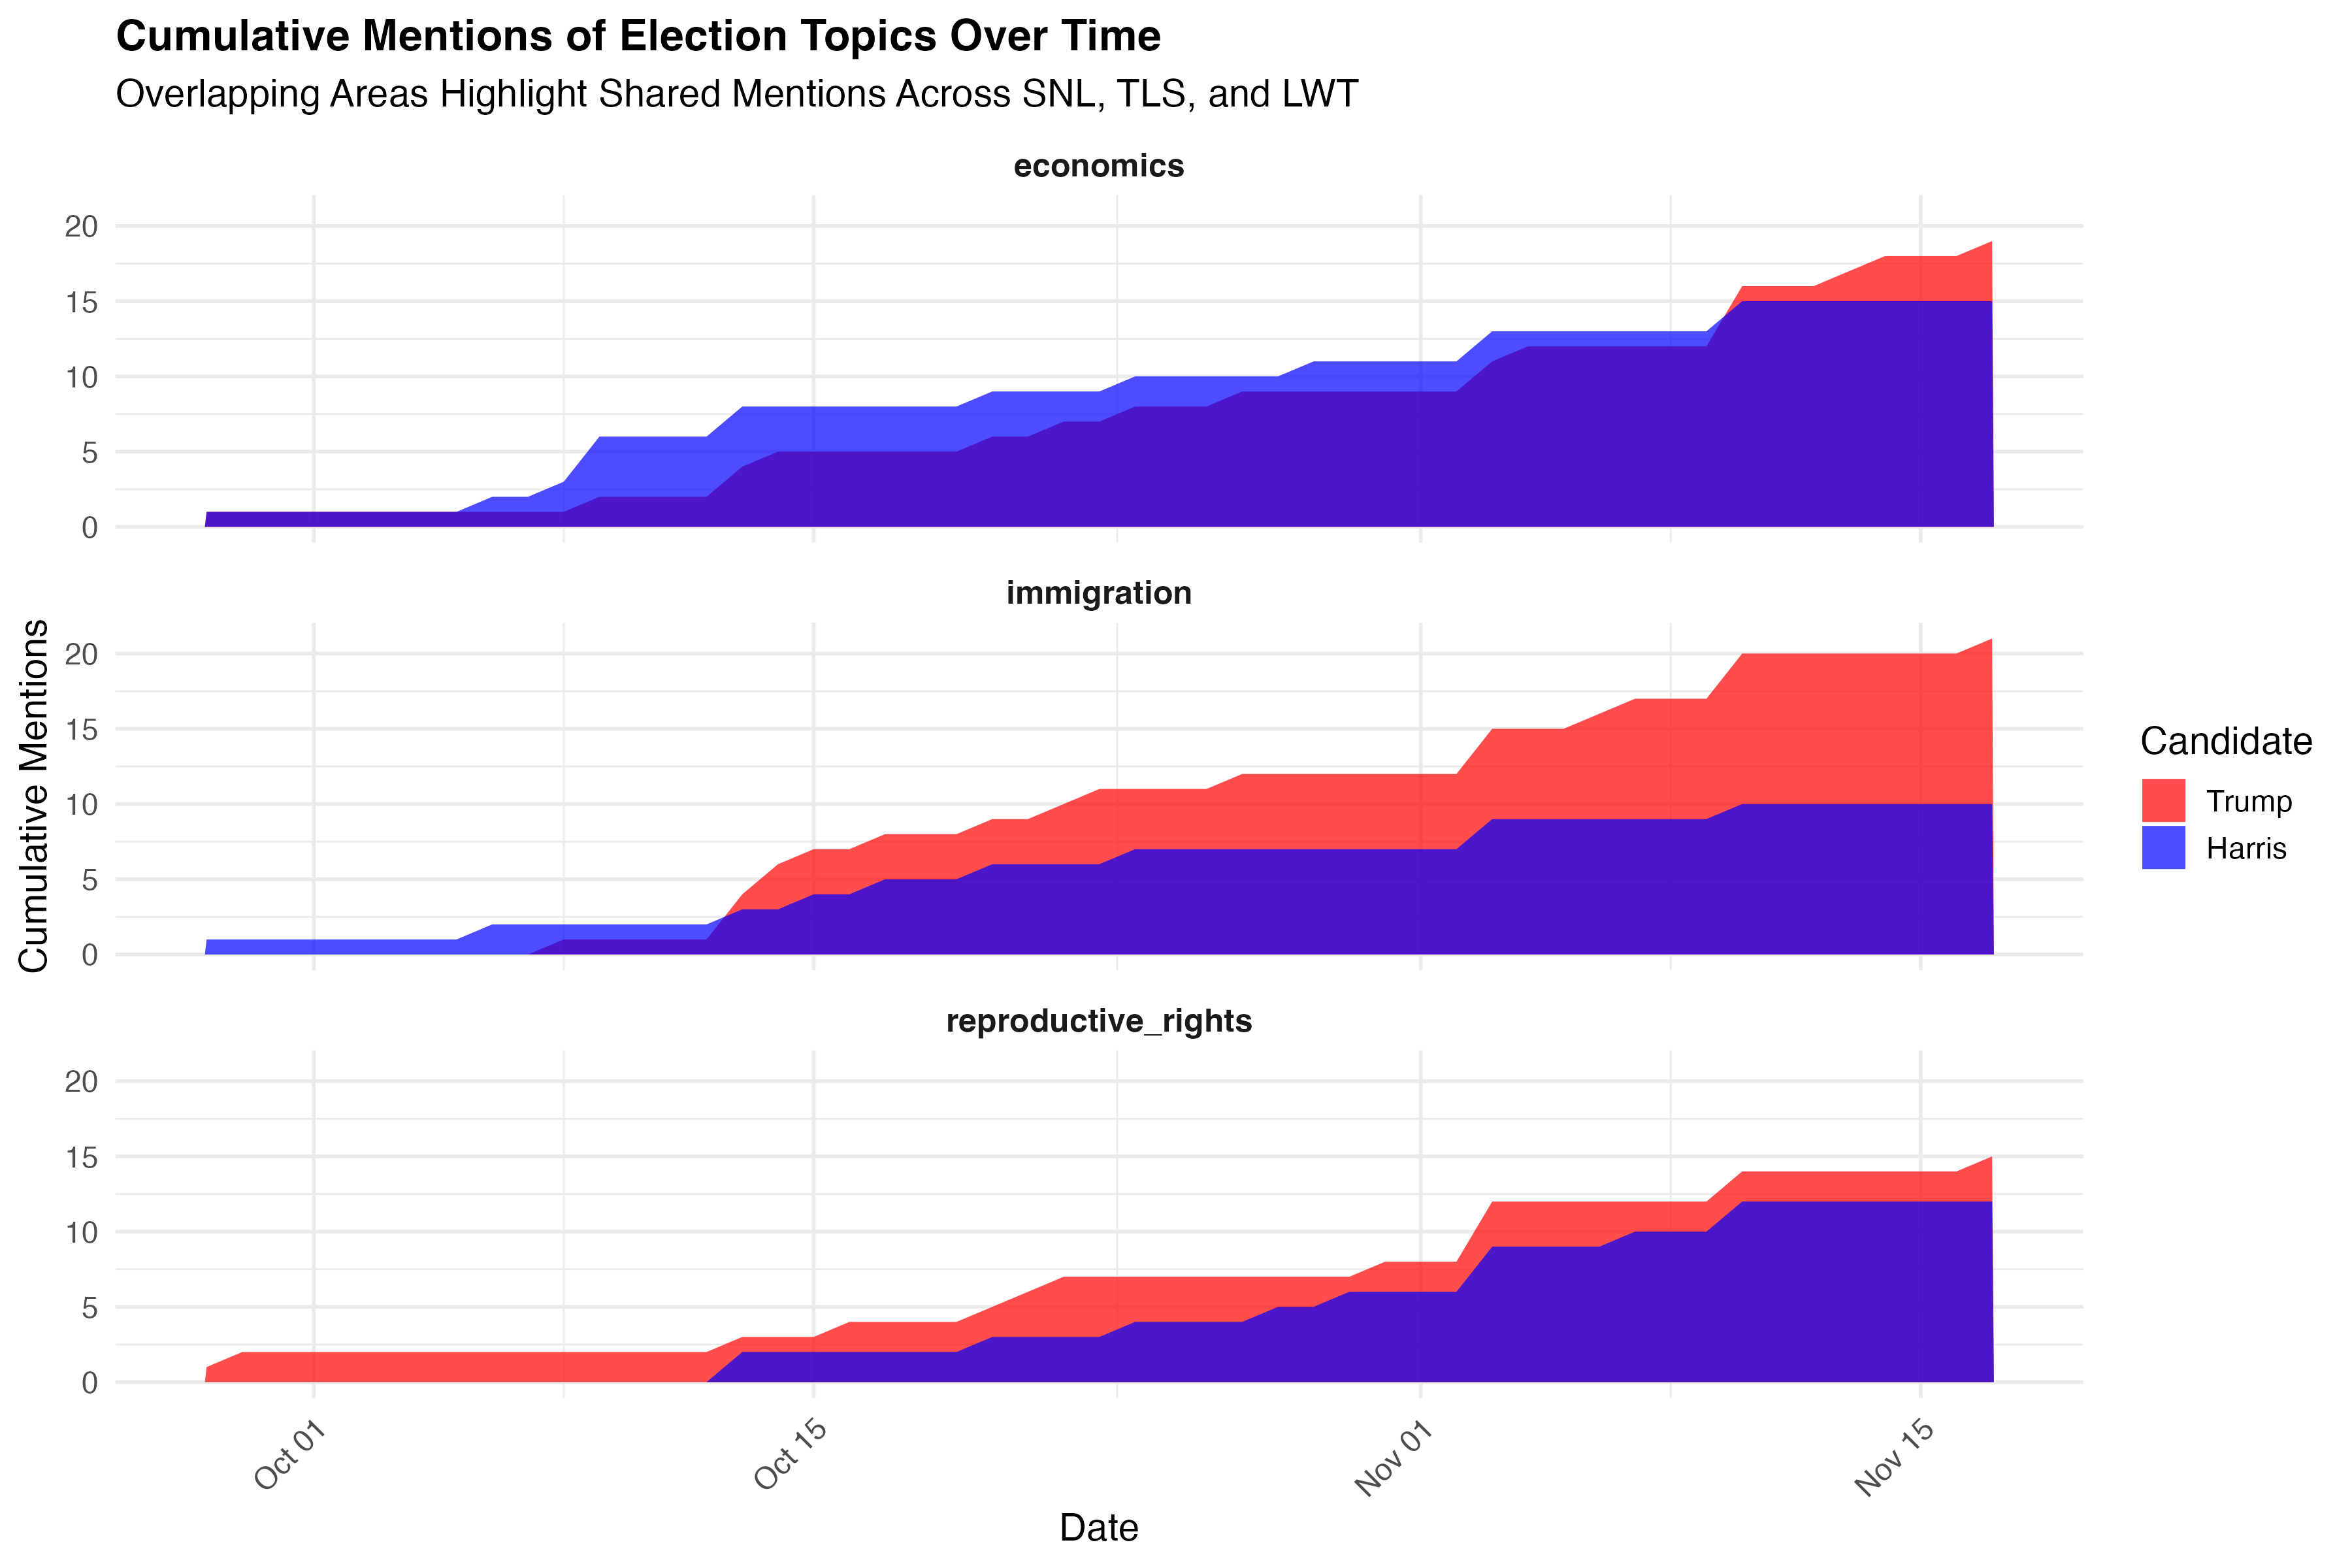 Cumulative Mentions of Election Topics Over Time
Overlapping Areas Highlight Shared Mentions Across SNL, TLS, and LWT
economics
20
15
10
5
0
immigration
20
15
10
5
0
reproductive_rights
20
15
10
5
0
Cumulative Mentions
Oct 01
Oct 15
Nov 01
Nov 15
Date
Candidate
Trump
Harris